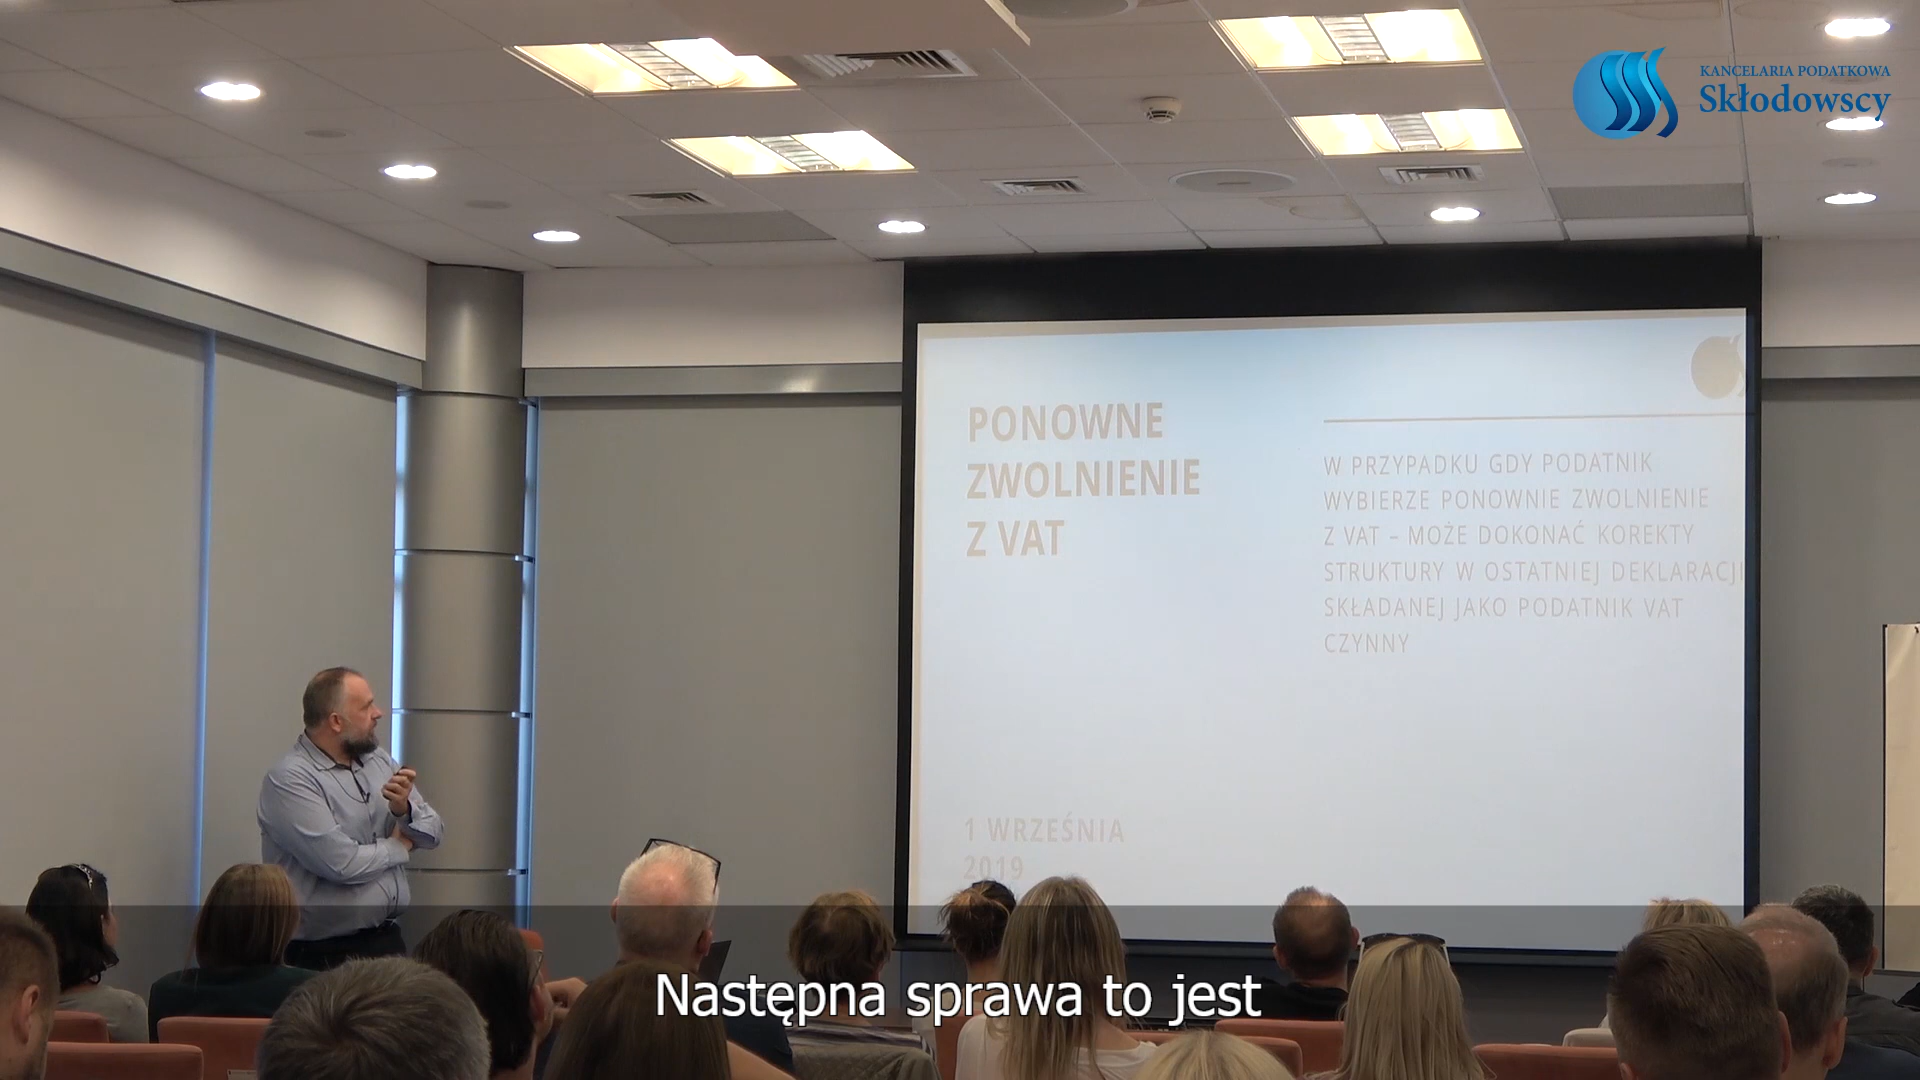 KANCELARIA PODATKOWA
Skłodowscy
PONOWNE
ZWOLNIENIE
Z VAT
W PRZYPADKU GDY PODATNIK
WYBIERZE PONOWNIE ZWOLNIENIE
Z VAT – MOŻE DOKONAĆ KOREKTY
STRUKTURY W OSTATNIEJ DEKLARACJI
SKŁADANEJ JAKO PODATNIK VAT
CZYNNY
1 WRZEŚNIA
2019
Następna sprawa to jest